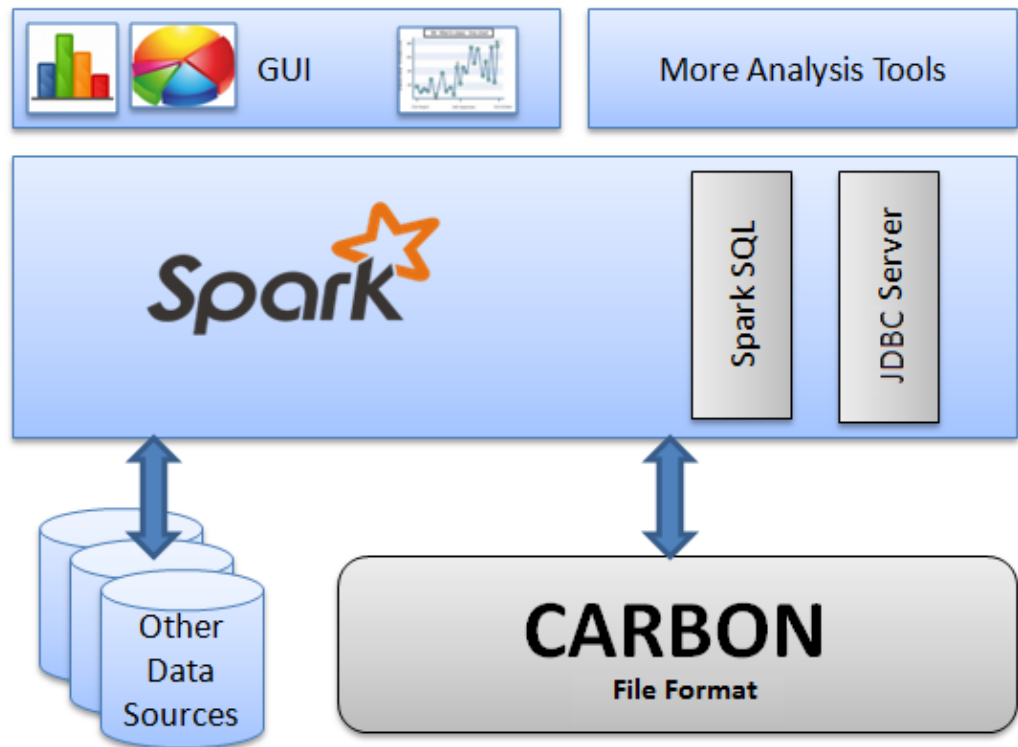 GUI
More Analysis Tools
Spark
Spark SQL
JDBC Server
Other
Data
Sources
CARBON
File Format